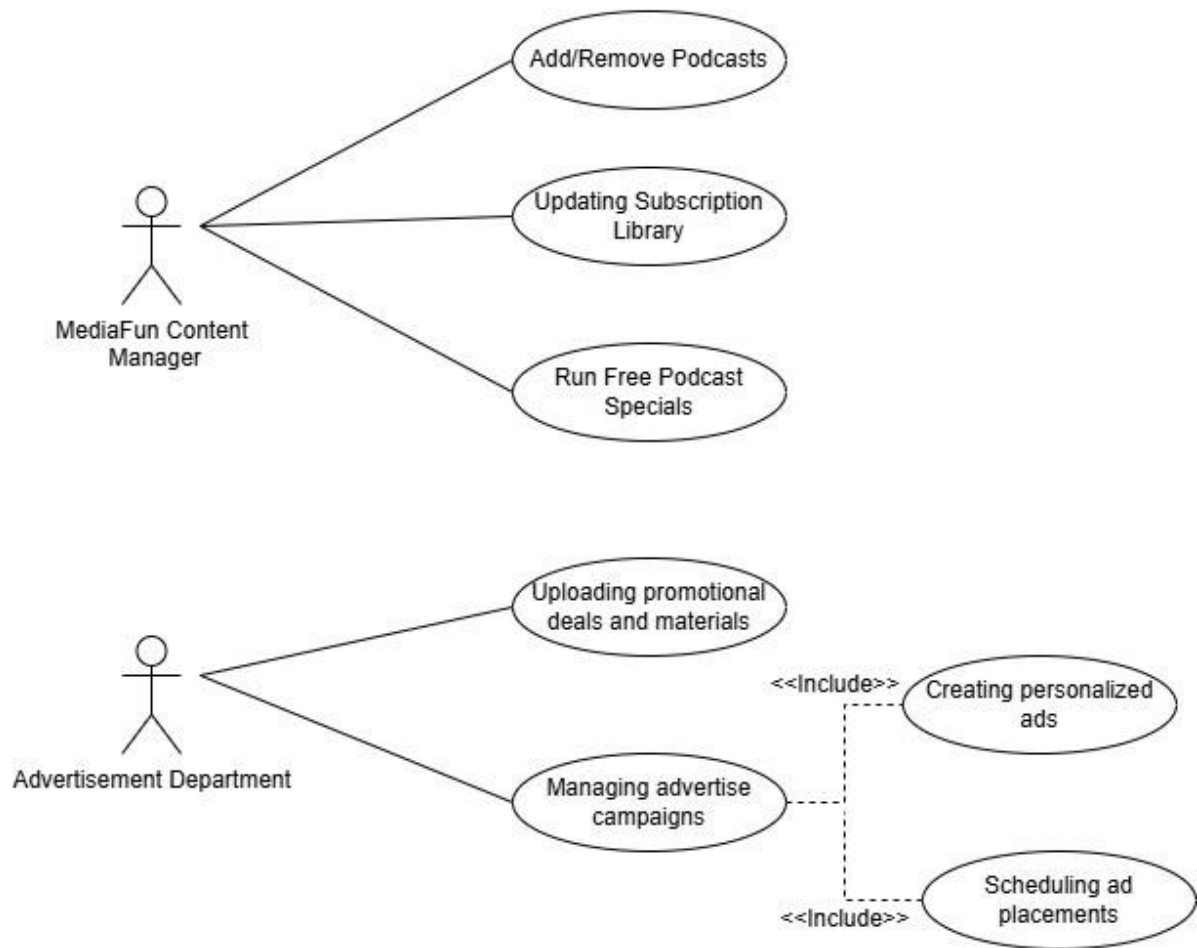 Add/Remove Podcasts
Updating Subscription
Library
MediaFun Content
Manager
Run Free Podcast
Specials
Uploading promotional
deals and materials
<<Include>>
Creating personalized
ads
Advertisement Department
Managing advertise
campaigns
<<Include>>
Scheduling ad
placements